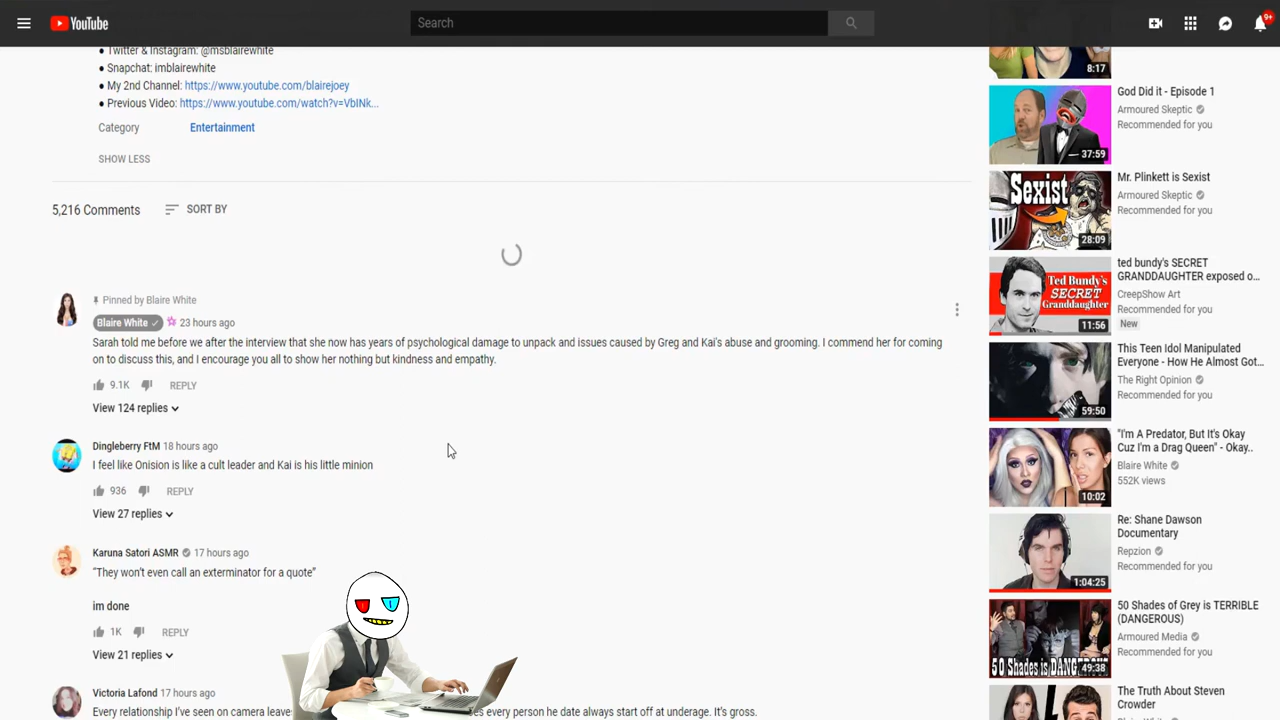 YouTube
Search
9+
● Twitter & Instagram: @msblairewhite
● Snapchat: imblairewhite
● My 2nd Channel: https://www.youtube.com/blairejoey
● Previous Video: https://www.youtube.com/watch?v=VbINk...
Category
Entertainment
SHOW LESS
5,216 Comments
SORT BY
Pinned by Blaire White
Blaire White
23 hours ago
Sarah told me before we after the interview that she now has years of psychological damage to unpack and issues caused by Greg and Kai's abuse and grooming. I commend her for coming
on to discuss this, and I encourage you all to show her nothing but kindness and empathy.
9.1K
REPLY
View 124 replies
Dingleberry FtM 18 hours ago
I feel like Onision is like a cult leader and Kai is his little minion
936
REPLY
View 27 replies
Karuna Satori ASMR 17 hours ago
“They won’t even call an exterminator for a quote”
im done
1K
REPLY
View 21 replies
Victoria Lafond 17 hours ago
Every relationship I've seen on camera leave
every person he date always start off at underage. It's gross.
8:17
God Did it - Episode 1
Armoured Skeptic
Recommended for you
37:59
Sexist
Mr. Plinkett is Sexist
Armoured Skeptic
Recommended for you
28:09
Ted Bundy's
SECRET
Granddaughter
ted bundy's SECRET
GRANDDAUGHTER exposed o...
CreepShow Art
Recommended for you
New
11:56
This Teen Idol Manipulated
Everyone - How He Almost Got...
The Right Opinion
Recommended for you
59:50
"I'm A Predator, But It's Okay
Cuz I'm a Drag Queen" - Okay..
Blaire White
552K views
10:02
Re: Shane Dawson
Documentary
Repzion
Recommended for you
1:04:25
50 Shades of Grey is TERRIBLE
(DANGEROUS)
Armoured Media
Recommended for you
50 Shades is DANGEROUS
49:38
The Truth About Steven
Crowder
Blaire White